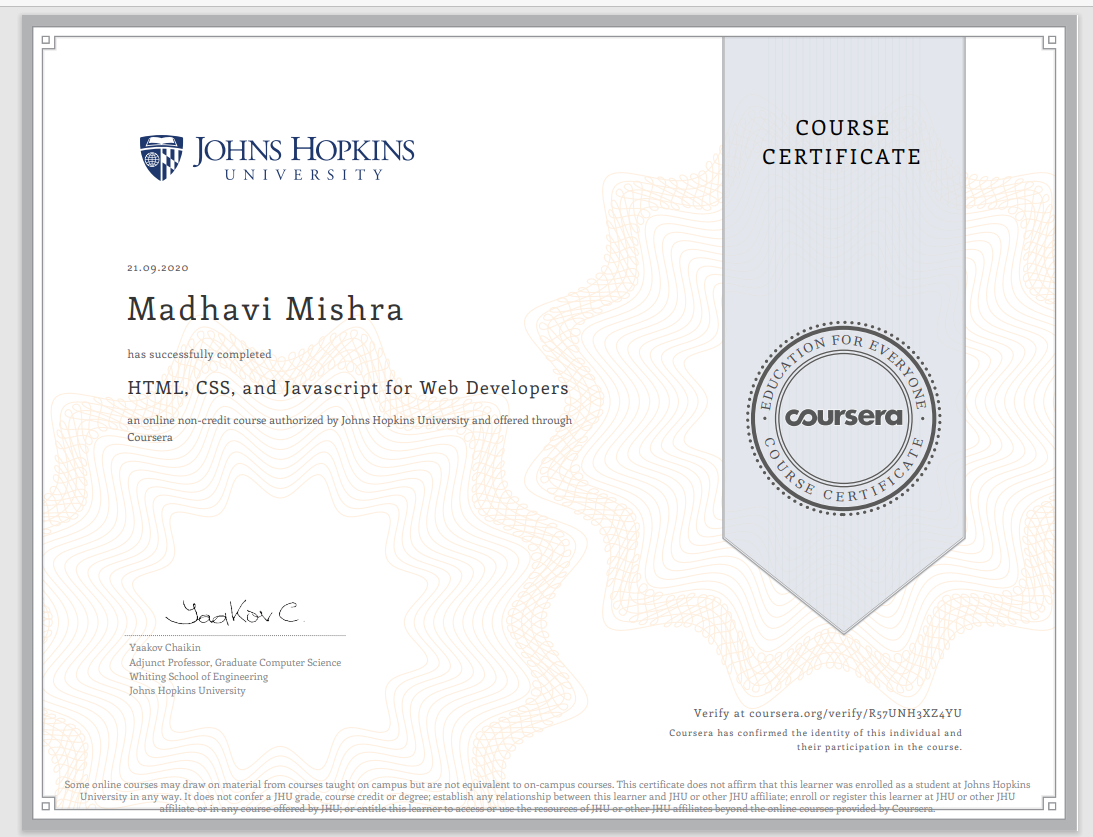 COURSE
CERTIFICATE
JOHNS HOPKINS
UNIVERSITY
21.09.2020
Madhavi Mishra
has successfully completed
HTML, CSS, and Javascript for Web Developers
an online non-credit course authorized by Johns Hopkins University and offered through
Coursera
EDUCATION FOR EVERYONE
coursera
COURSE CERTIFICATE
Yaakov C.
Yaakov Chaikin
Adjunct Professor, Graduate Computer Science
Whiting School of Engineering
Johns Hopkins University
Verify at coursera.org/verify/R57UNH3XZ4YU
Coursera has confirmed the identity of this individual and
their participation in the course.
Some online courses may draw on material from courses taught on campus but are not equivalent to on-campus courses. This certificate does not affirm that this learner was enrolled as a student at Johns Hopkins
University in any way. It does not confer a JHU grade, course credit or degree; establish any relationship between this learner and JHU or other JHU affiliate; enroll or register this learner at JHU or other JHU
affiliate or in any course offered by JHU; or entitle this learner to access or use the resources of JHU or other JHU affiliates beyond the online courses provided by Coursera.